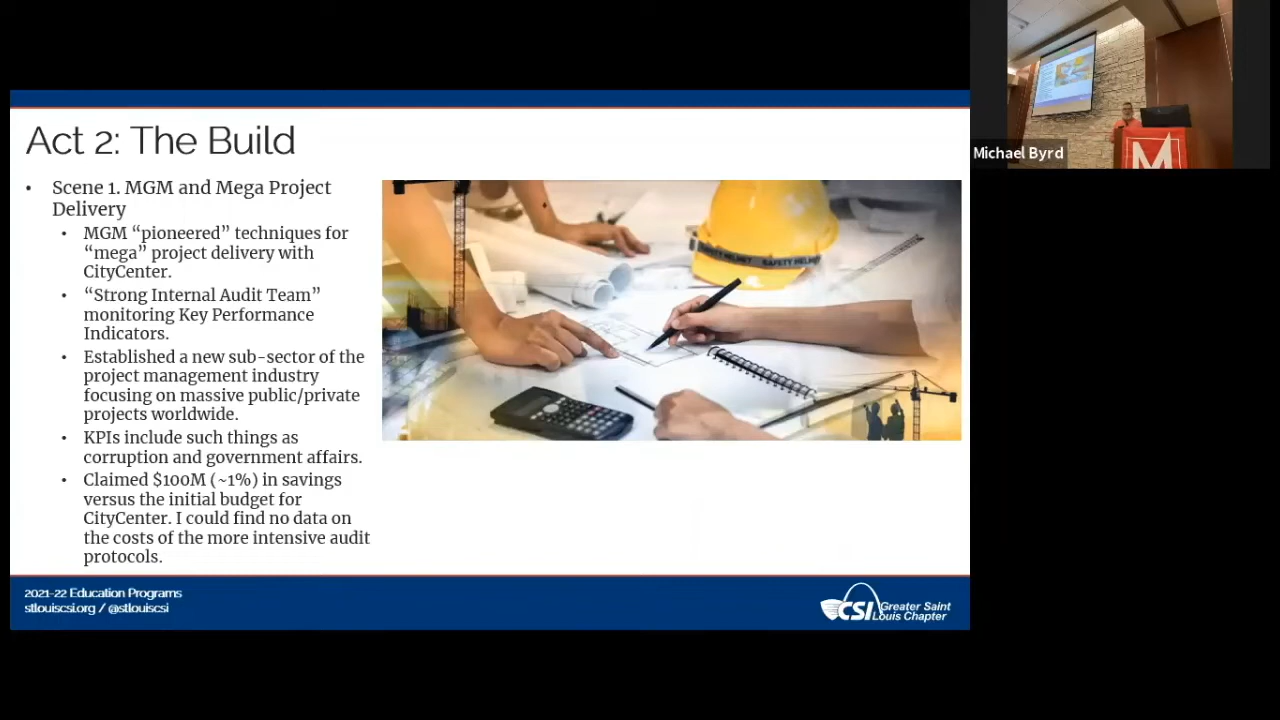 Act 2: The Build
• Scene 1. MGM and Mega Project
Delivery
• MGM “pioneered” techniques for
“mega” project delivery with
CityCenter.
• “Strong Internal Audit Team”
monitoring Key Performance
Indicators.
• Established a new sub-sector of the
project management industry
focusing on massive public/private
projects worldwide.
• KPIs include such things as
corruption and government affairs.
• Claimed $100M (~1%) in savings
versus the initial budget for
CityCenter. I could find no data on
the costs of the more intensive audit
protocols.
SAFETY HELMET SAFETY HELMET
2021-22 Education Programs
stlouiscsi.org / @stlouiscsi
CSI Greater Saint
Louis Chapter
Michael Byrd
M